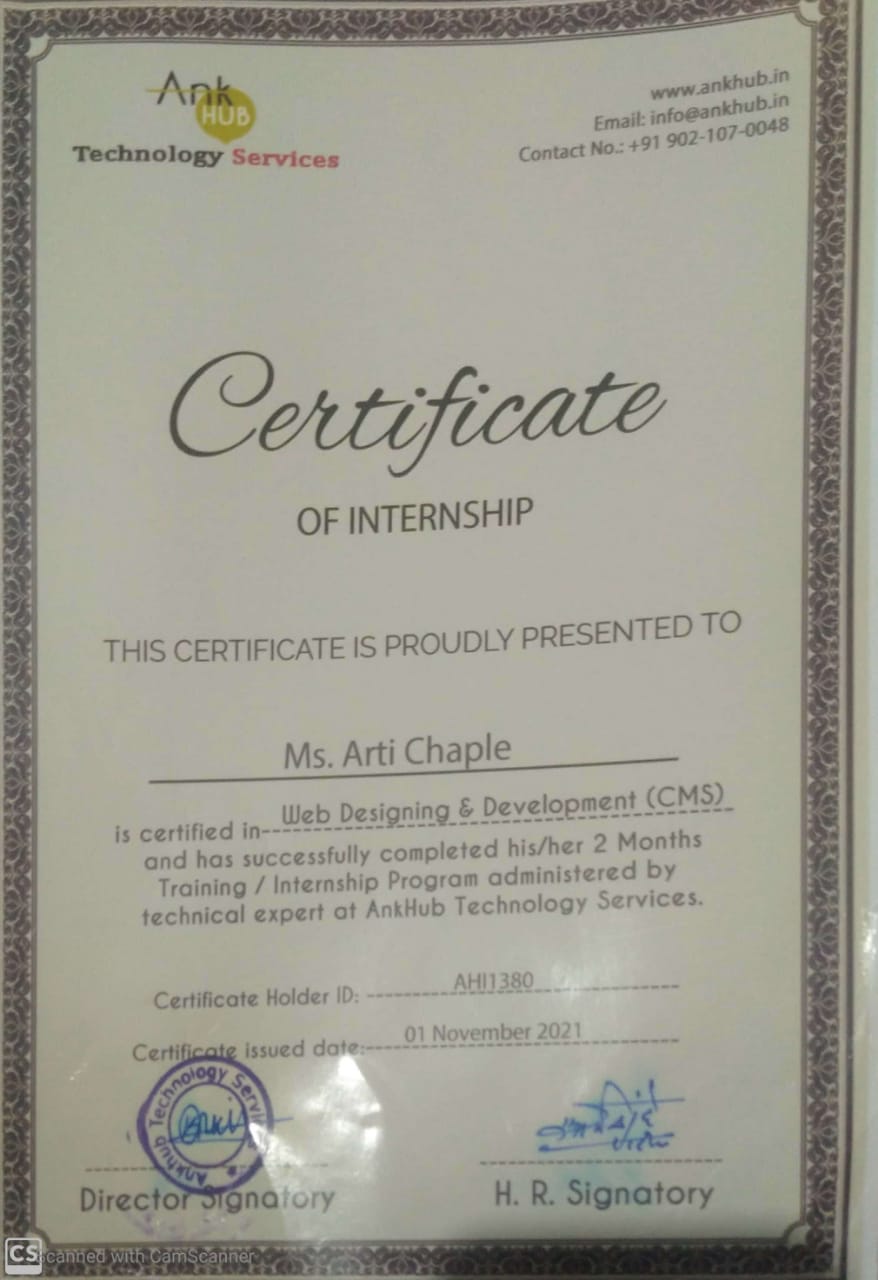 Ank
HUB
Technology Services
www.ankhub.in
Email: info@ankhub.in
Contact No.: +91 902-107-0048
Certificate
OF INTERNSHIP
THIS CERTIFICATE IS PROUDLY PRESENTED TO
Ms. Arti Chaple
is certified in Web Designing & Development (CMS)
and has successfully completed his/her 2 Months
Training / Internship Program administered by
technical expert at AnkHub Technology Services.
Certificate Holder ID: AHI1380
Certificate issued date: 01 November 2021
Ankhub Technology Servi
Director Signatory
H. R. Signatory
CS
scanned with CamScanner